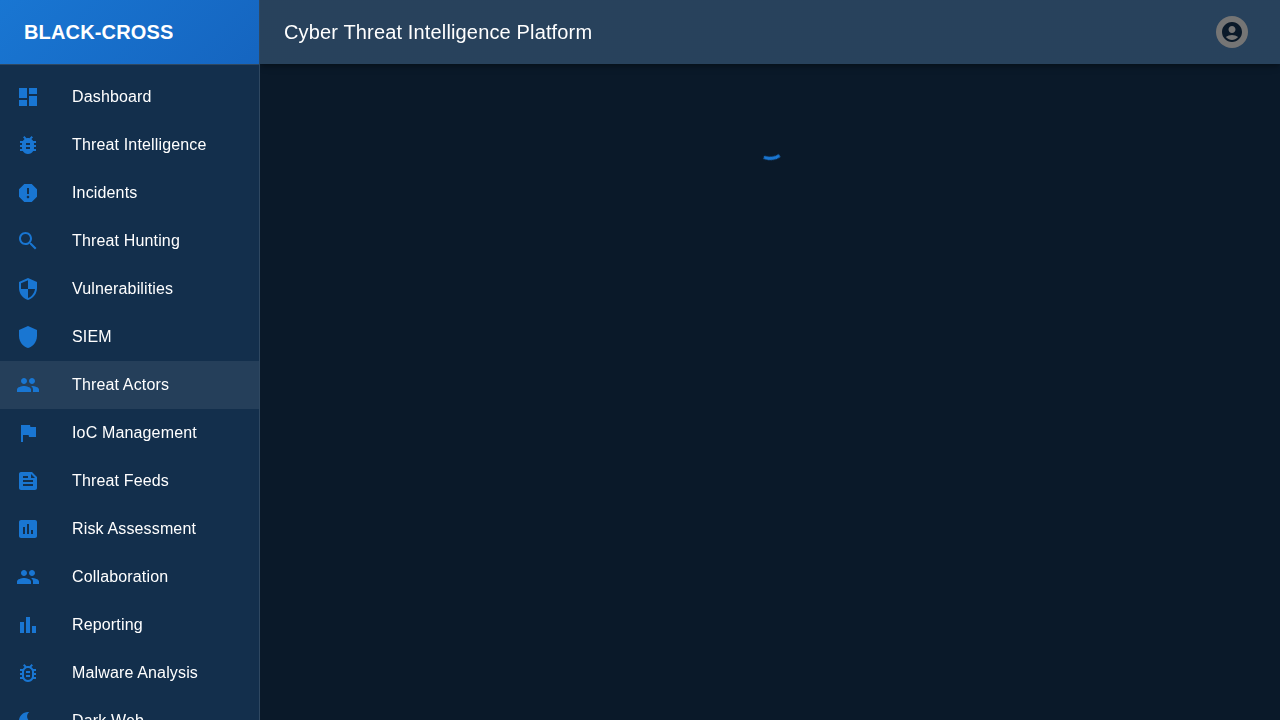 BLACK-CROSS
Cyber Threat Intelligence Platform
Dashboard
Threat Intelligence
Incidents
Threat Hunting
Vulnerabilities
SIEM
Threat Actors
IoC Management
Threat Feeds
Risk Assessment
Collaboration
Reporting
Malware Analysis
Dark Web